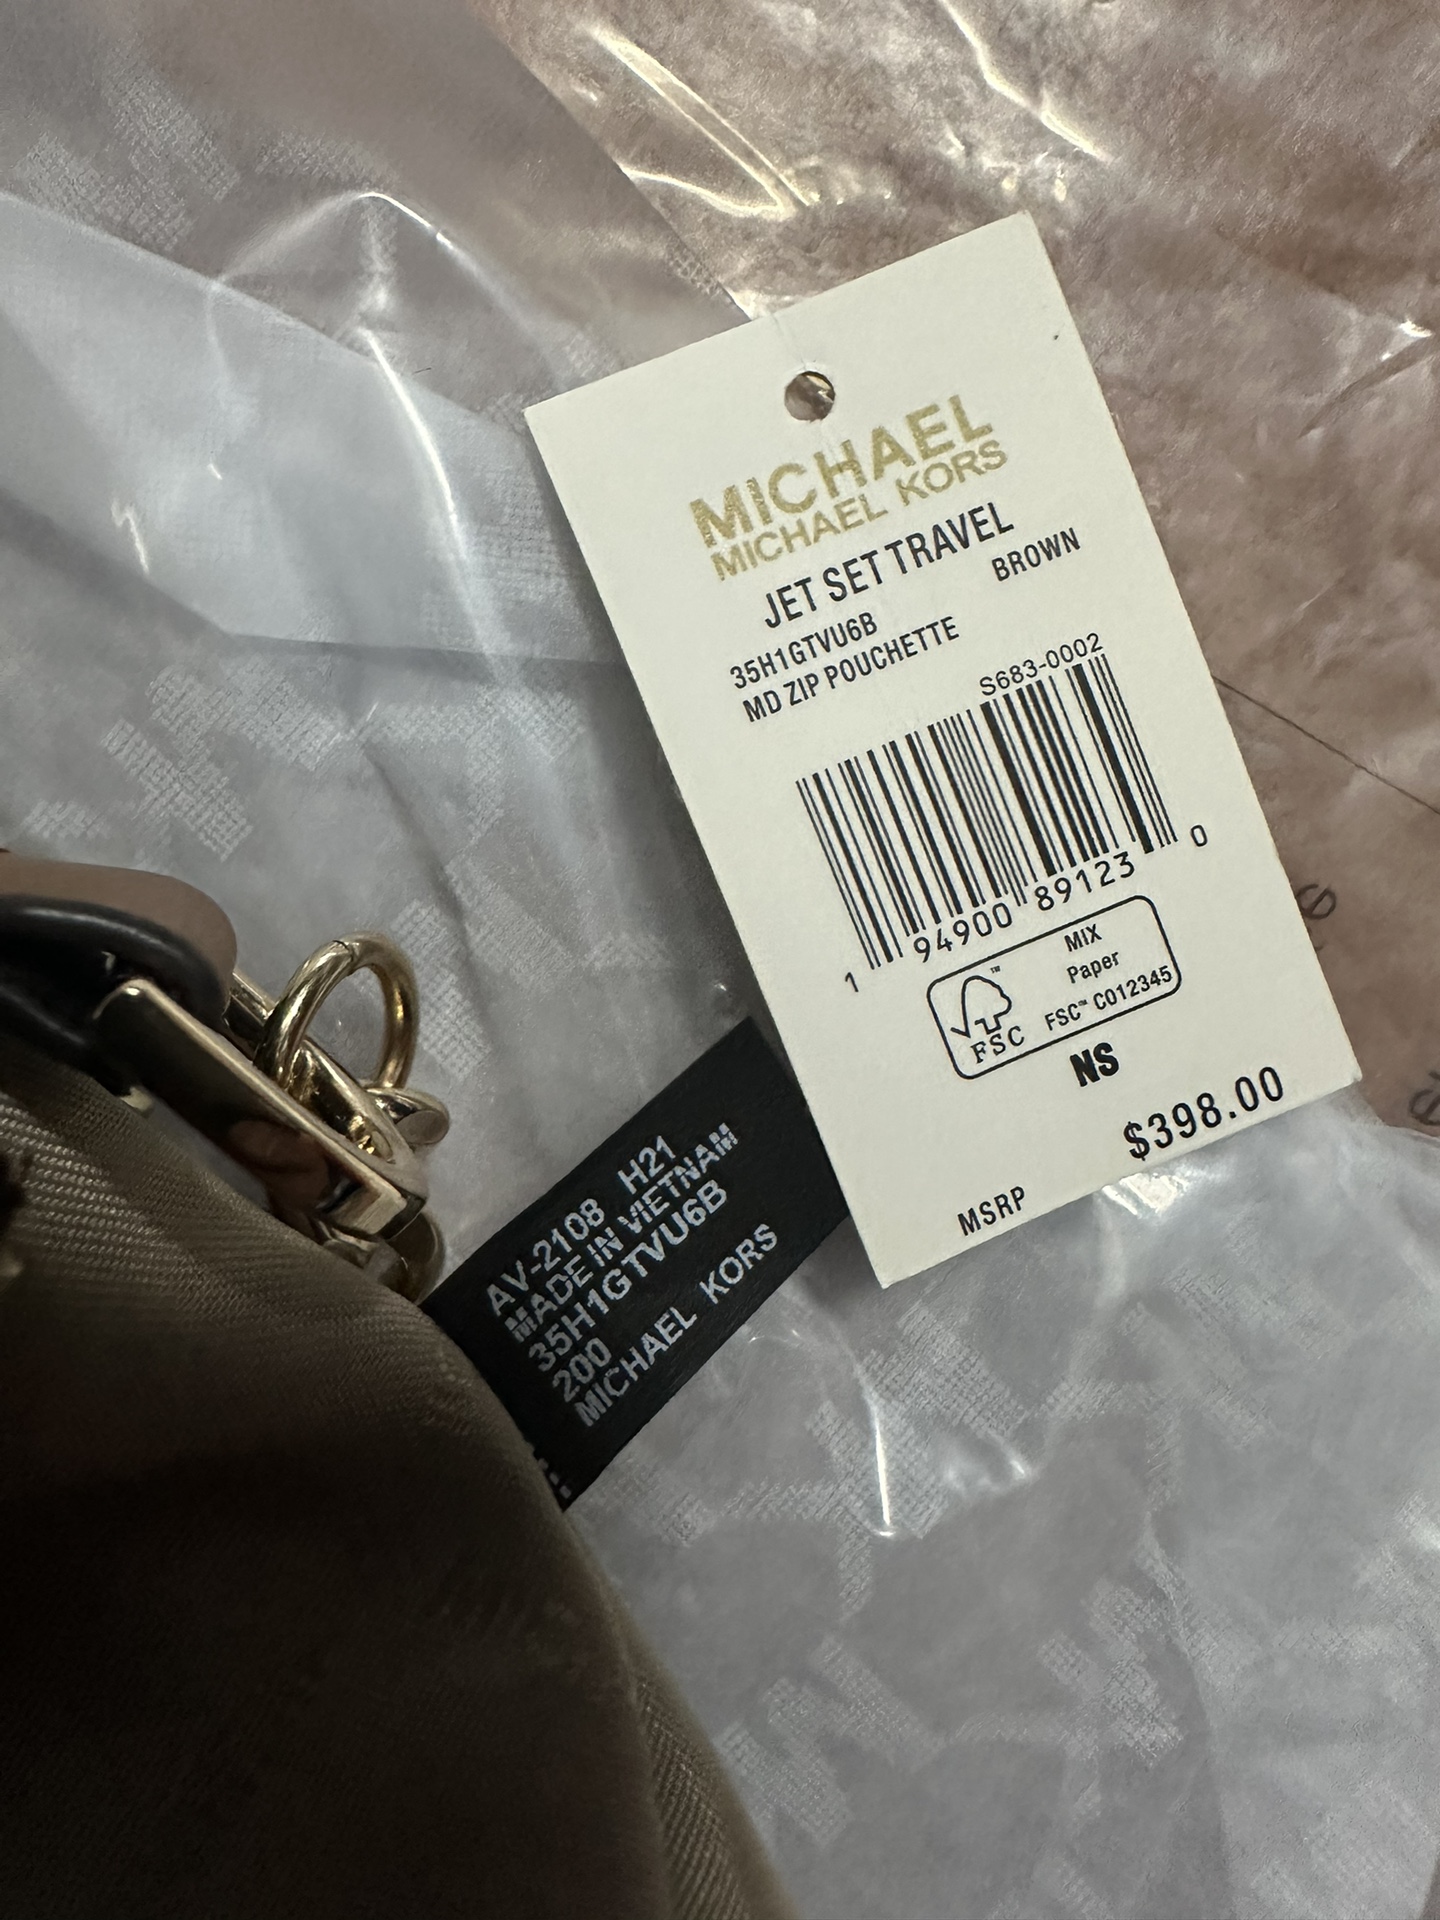 MICHAEL
MICHAEL KORS
JET SET TRAVEL
35H1GTVU6B BROWN
MD ZIP POUCHETTE
S683-0002
1 94900 89123 0
MIX
Paper
FSC™ C012345
™
FSC
NS
$398.00
MSRP
AV-2108 H21
MADE IN VIETNAM
35H1GTVU6B
200
MICHAEL KORS